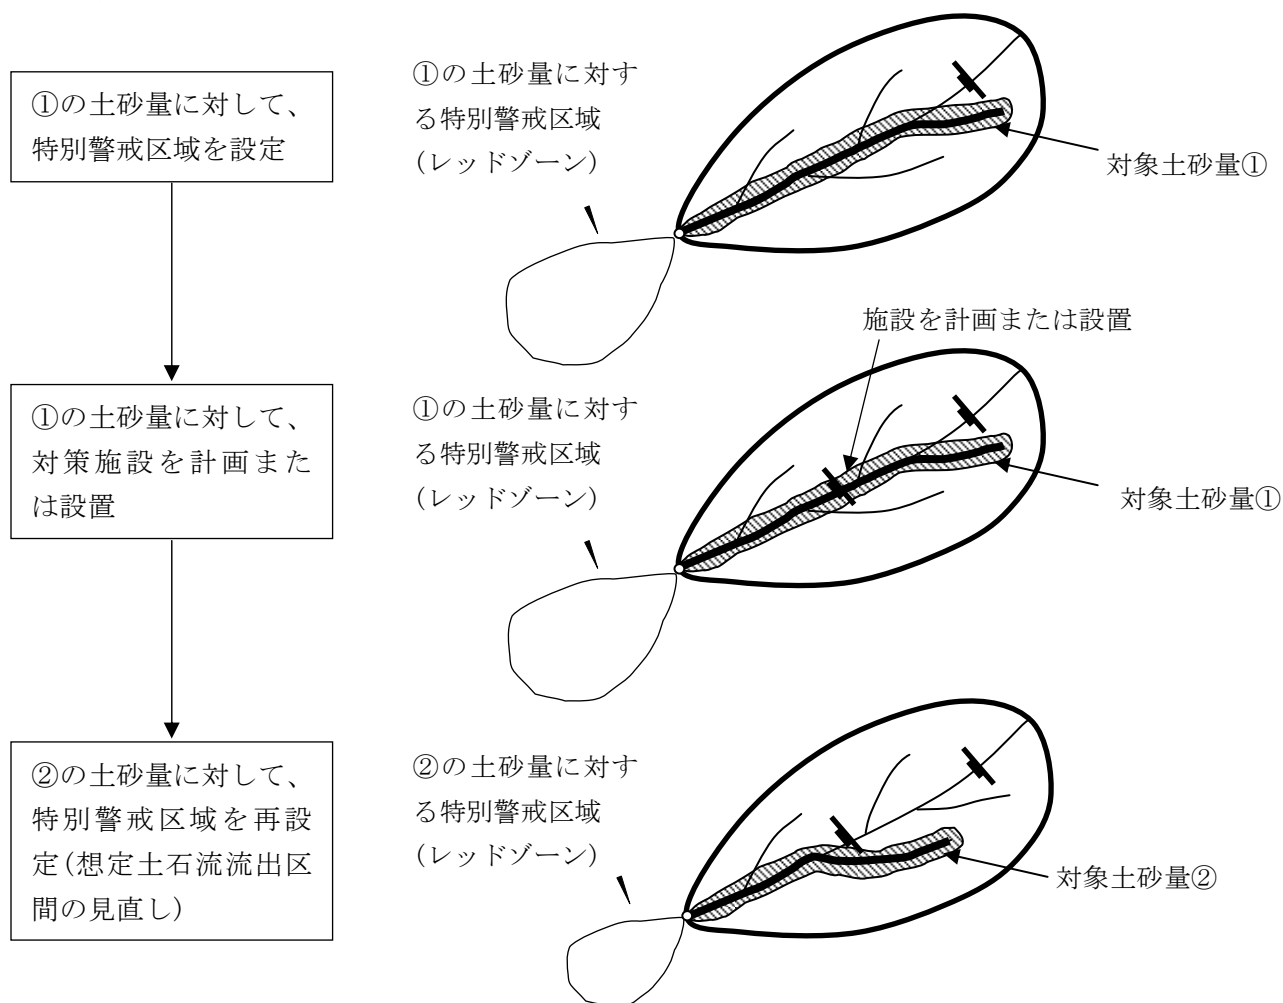 ①の土砂量に対して、
特別警戒区域を設定
①の土砂量に対す
る特別警戒区域
(レッドゾーン)
対象土砂量①
施設を計画または設置
①の土砂量に対して、
対策施設を計画また
は設置
①の土砂量に対す
る特別警戒区域
(レッドゾーン)
対象土砂量①
②の土砂量に対して、
特別警戒区域を再設
定(想定土石流流出区
間の見直し)
②の土砂量に対す
る特別警戒区域
(レッドゾーン)
対象土砂量②